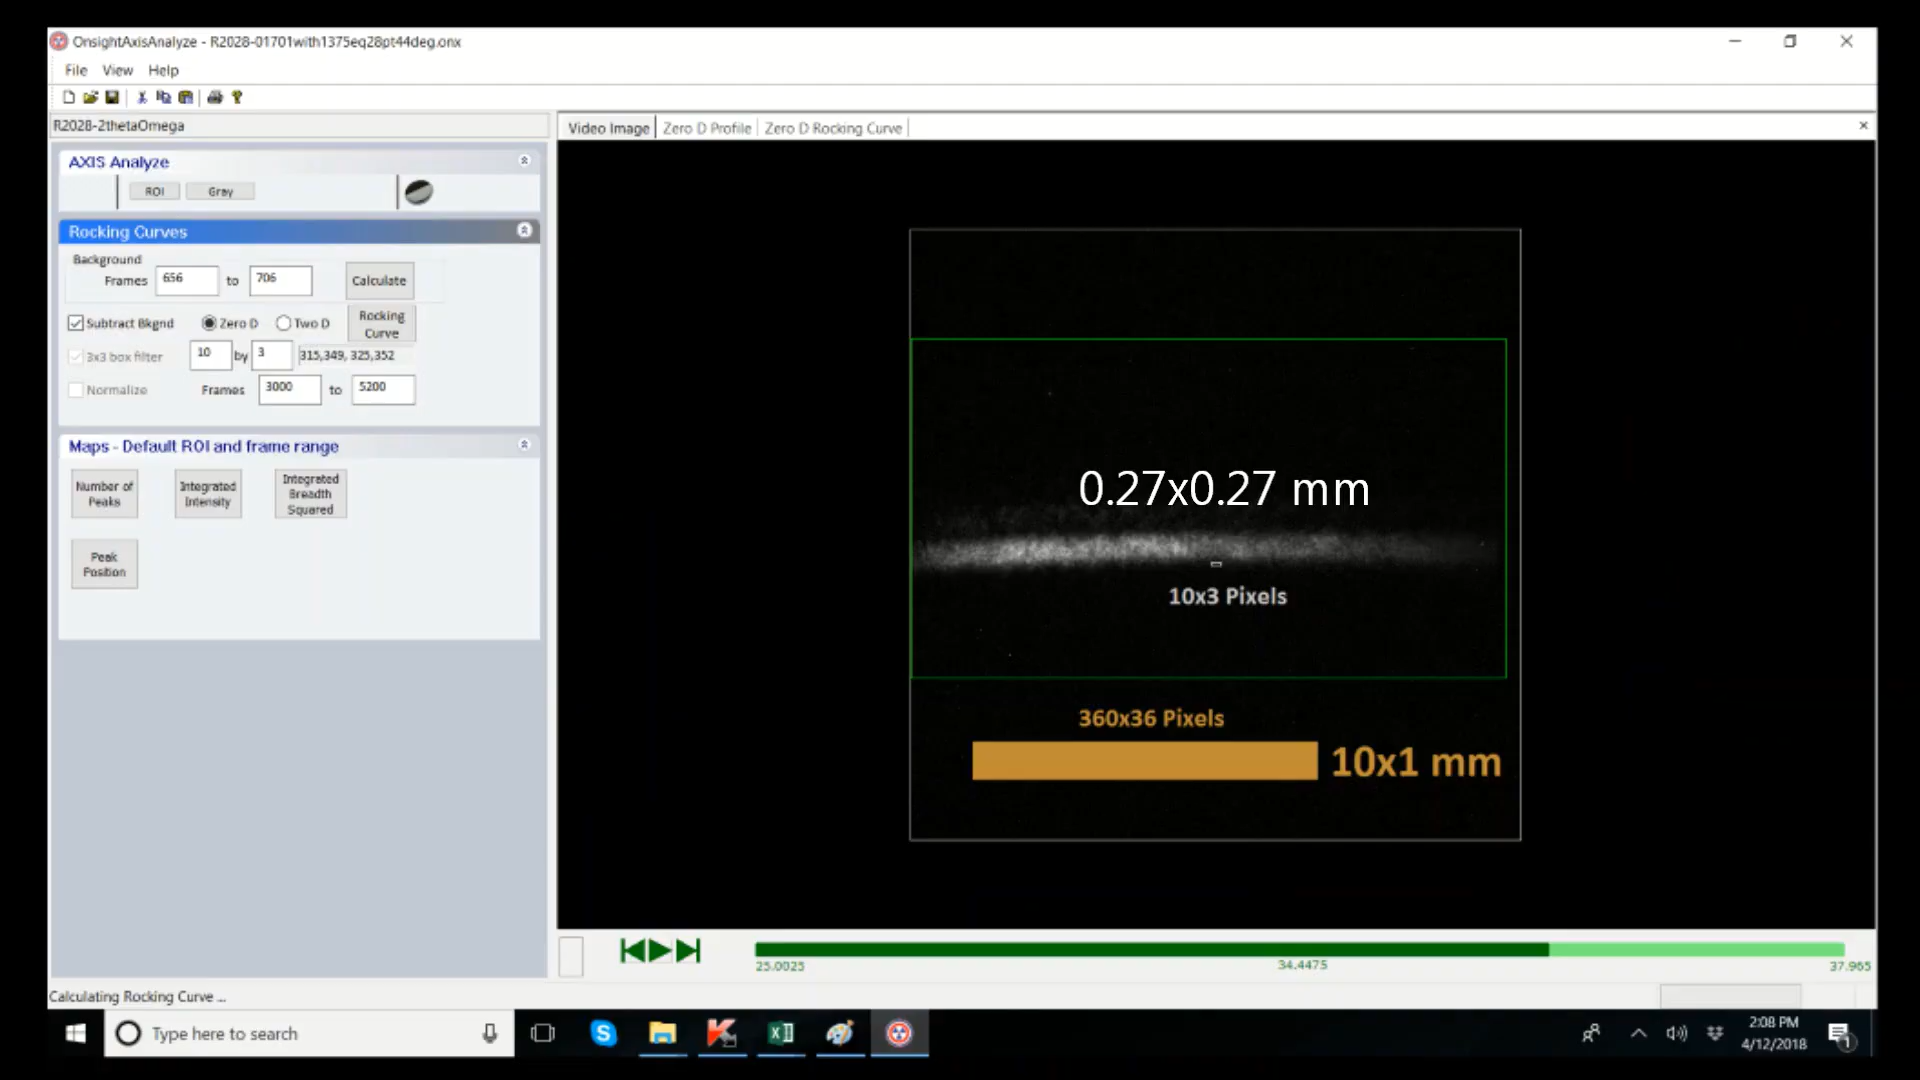 OnsightAxisAnalyze - R2028-01701with1375eq28pt44deg.onx
File View Help
R2028-2thetaOmega
AXIS Analyze
ROI Gray
Rocking Curves
Background
Frames 656 to 706 Calculate
Subtract Bkgnd Zero D Two D Rocking Curve
3x3 box filter 10 by 3 315,349, 325,352
Normalize Frames 3000 to 5200
Maps - Default ROI and frame range
Number of Peaks
Integrated Intensity
Integrated Breadth Squared
Peak Position
Video Image Zero D Profile Zero D Rocking Curve
0.27x0.27 mm
10x3 Pixels
360x36 Pixels
10x1 mm
25.0025 34.4475 37.965
Calculating Rocking Curve ...
Type here to search
2:08 PM
4/12/2018
1